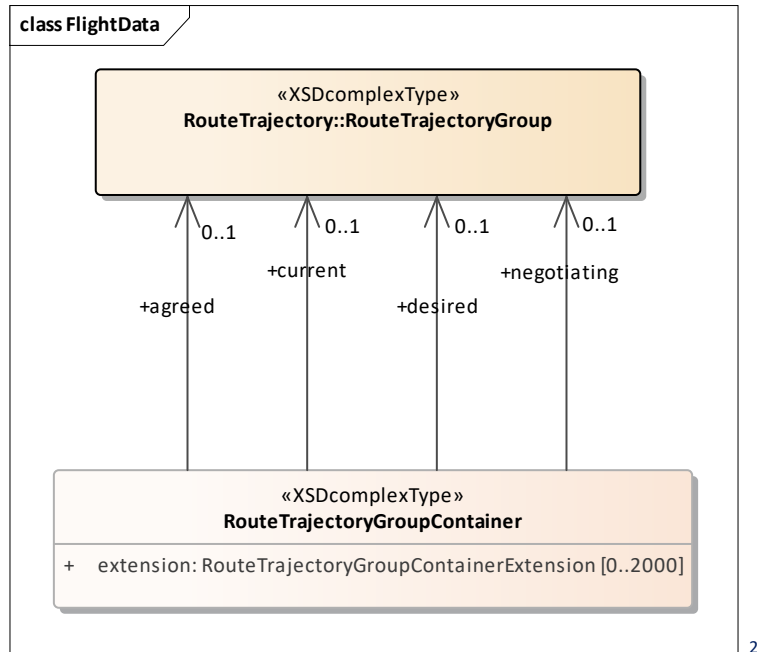 class FlightData
«XSDcomplexType»
RouteTrajectory::RouteTrajectoryGroup
0..1
0..1
0..1
0..1
+current
+negotiating
+agreed
+desired
«XSDcomplexType»
RouteTrajectoryGroupContainer
+ extension: RouteTrajectoryGroupContainerExtension [0..2000]
2